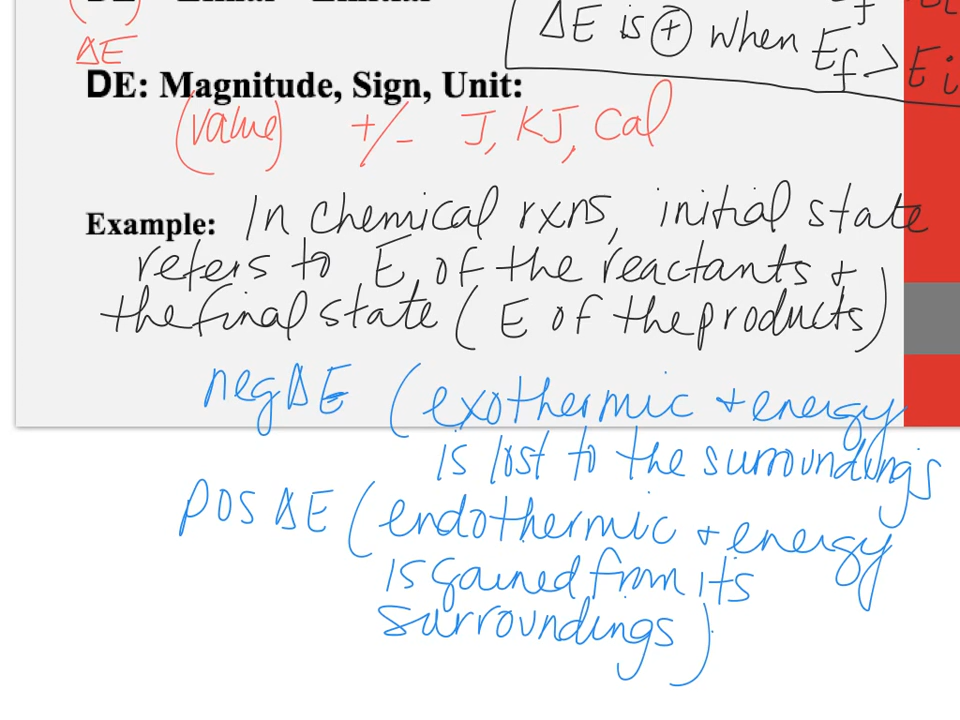 ΔE is (+) when Ef > Ei
ΔE
DE: Magnitude, Sign, Unit:
(value) +/- J, KJ, Cal
Example: In chemical rxns, initial state
refers to E of the reactants +
the final state (E of the products)
neg ΔE (exothermic + energy
is lost to the surroundings
pos ΔE (endothermic + energy
is gained from its
surroundings)